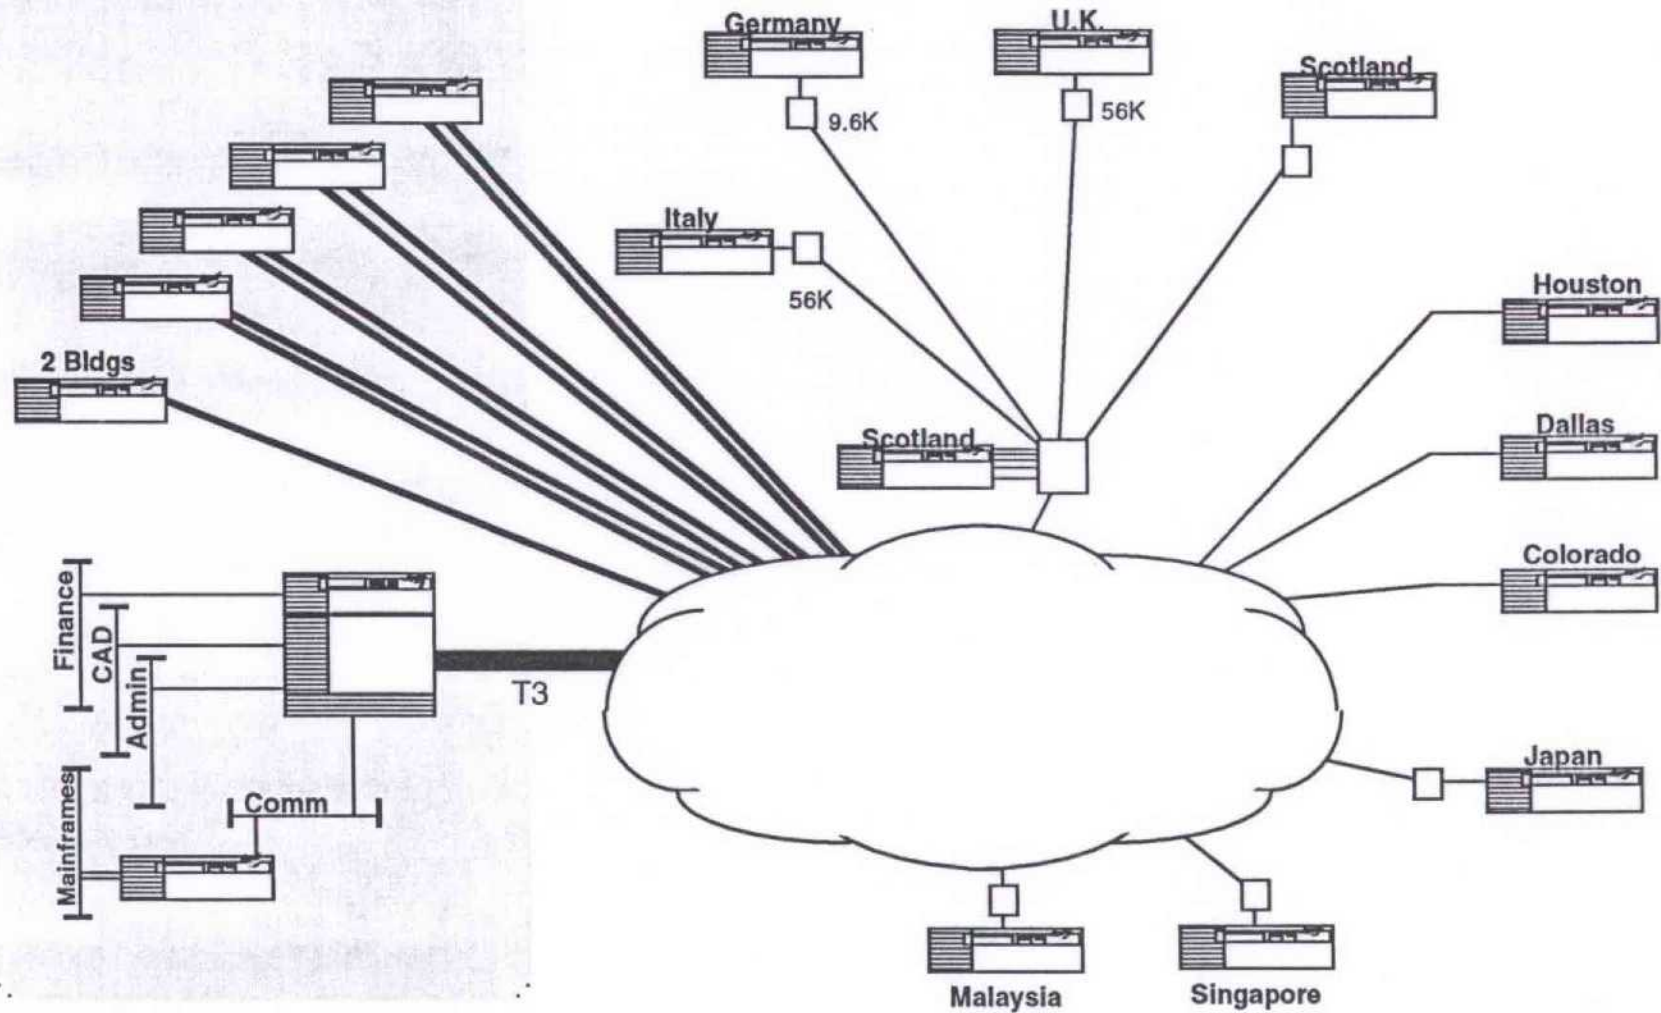 Germany
U.K.
Scotland
9.6K
56K
Italy
56K
Houston
2 Bldgs
Scotland
Dallas
Colorado
Finance
CAD
Admin
T3
Mainframes
Comm
Japan
Malaysia
Singapore